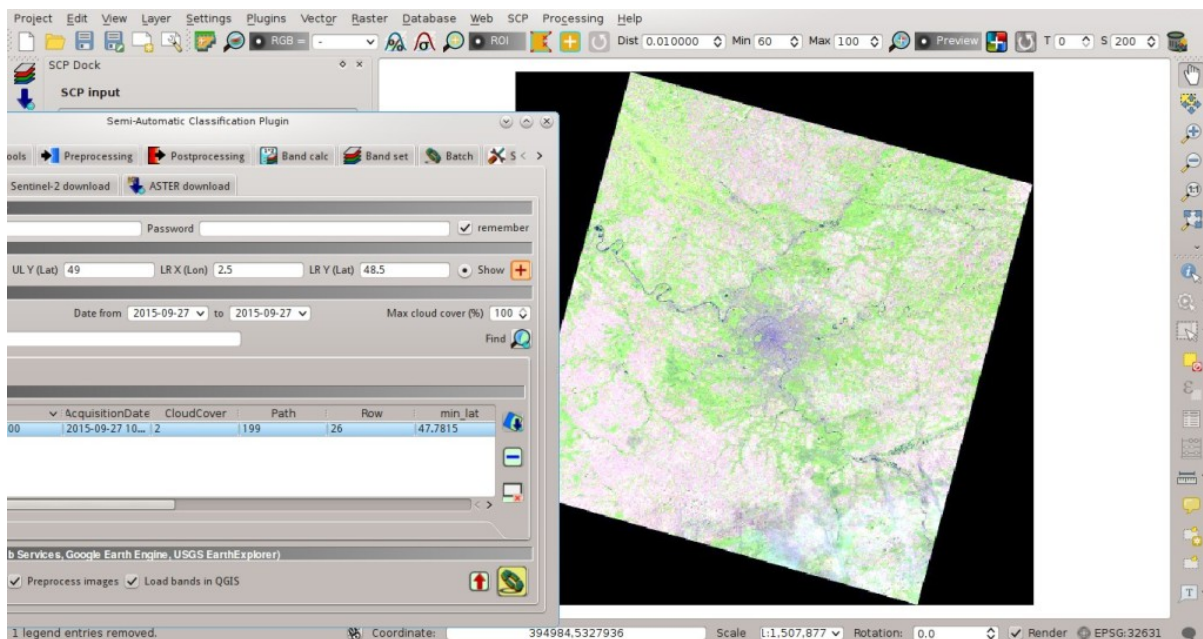 Project Edit View Layer Settings Plugins Vector Raster Database Web SCP Processing Help
RGB = - ROI Dist 0.010000 Min 60 Max 100 Preview T 0 S 200
SCP Dock
SCP input
Semi-Automatic Classification Plugin
ools Preprocessing Postprocessing Band calc Band set Batch S < >
Sentinel-2 download ASTER download
Password remember
UL Y (Lat) 49 LR X (Lon) 2.5 LR Y (Lat) 48.5 Show
Date from 2015-09-27 to 2015-09-27 Max cloud cover (%) 100
Find
AcquisitionDate CloudCover Path Row min_lat
00 2015-09-27 10... 2 199 26 47.7815
b Services, Google Earth Engine, USGS EarthExplorer)
Preprocess images Load bands in QGIS
1 legend entries removed. Coordinate: 394984,5327936 Scale 1:1,507,877 Rotation: 0.0 Render EPSG:32631